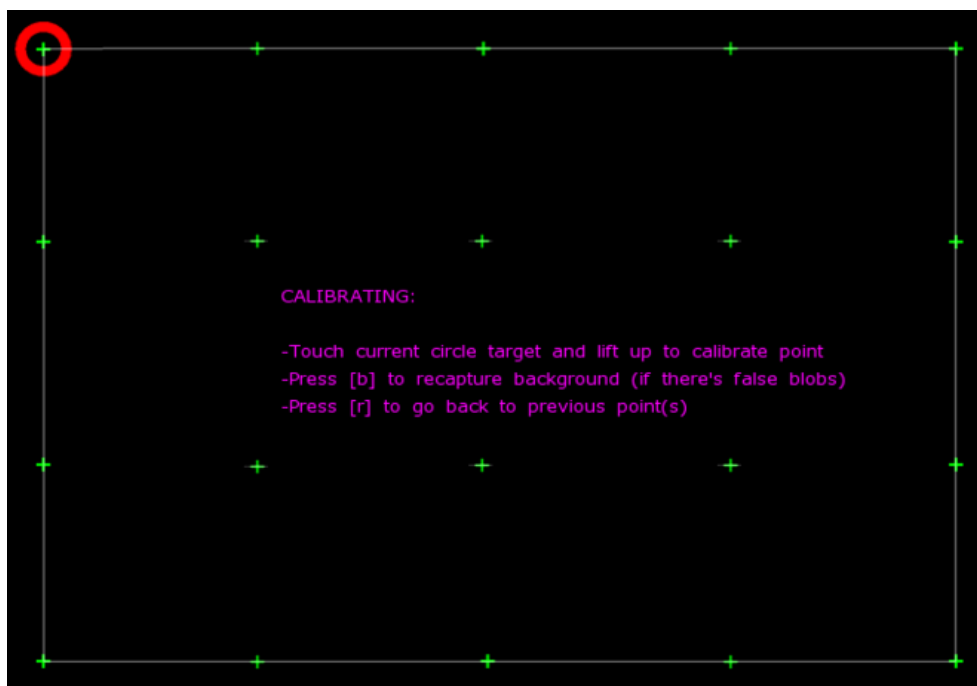 CALIBRATING:
-Touch current circle target and lift up to calibrate point
-Press [b] to recapture background (if there's false blobs)
-Press [r] to go back to previous point(s)